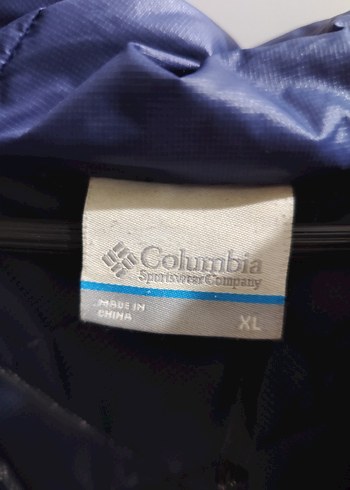 Columbia
Sportswear Company
MADE IN
CHINA
XL